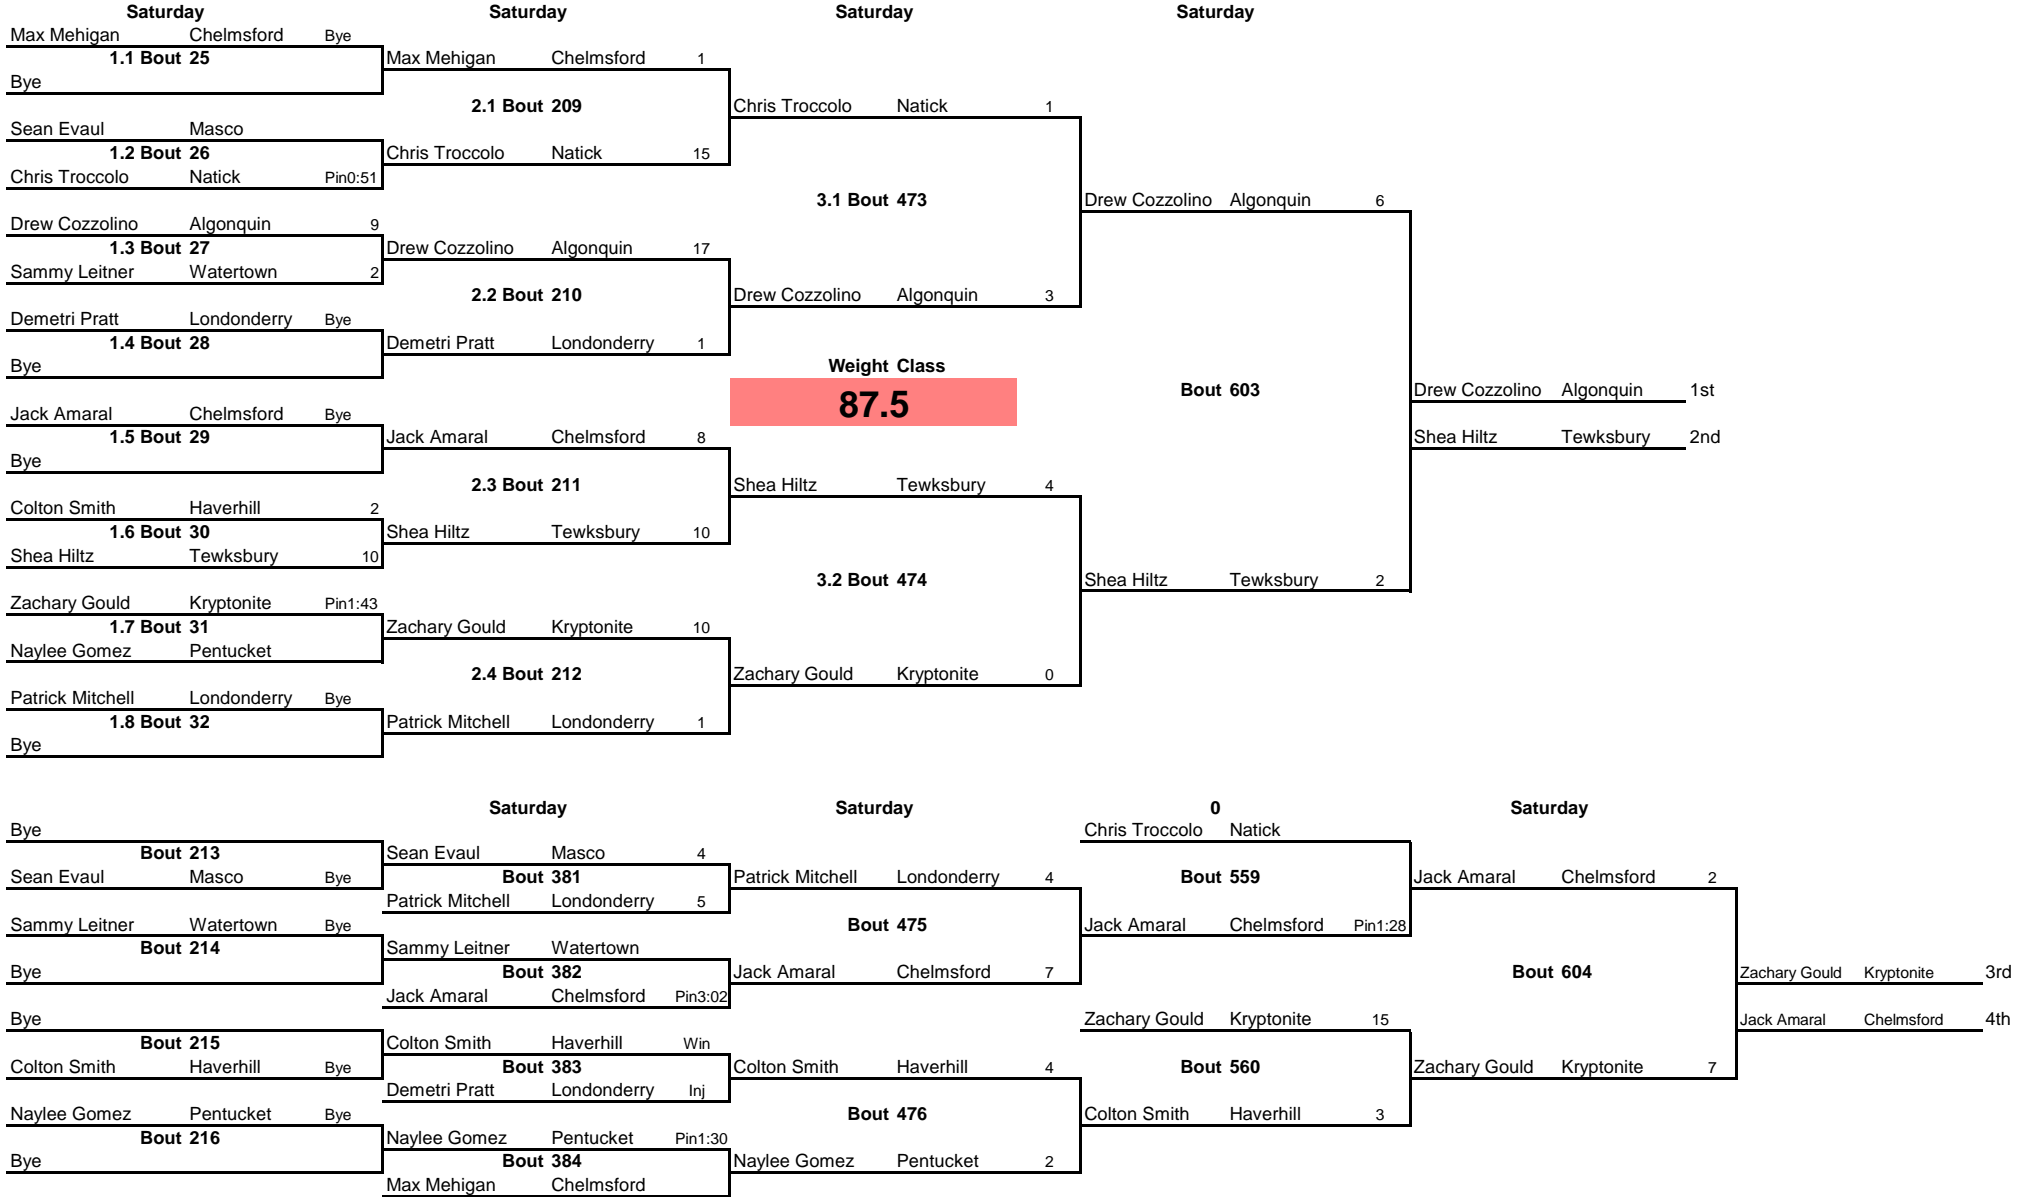 Saturday Saturday Saturday Saturday
Max Mehigan Chelmsford Bye
1.1 Bout 25 Max Mehigan Chelmsford 1
Bye
2.1 Bout 209 Chris Troccolo Natick 1
Sean Evaul Masco
1.2 Bout 26 Chris Troccolo Natick 15
Chris Troccolo Natick Pin0:51
3.1 Bout 473 Drew Cozzolino Algonquin 6
Drew Cozzolino Algonquin 9
1.3 Bout 27 Drew Cozzolino Algonquin 17
Sammy Leitner Watertown 2
2.2 Bout 210 Drew Cozzolino Algonquin 3
Demetri Pratt Londonderry Bye
1.4 Bout 28 Demetri Pratt Londonderry 1
Bye Weight Class
87.5 Bout 603 Drew Cozzolino Algonquin 1st
Jack Amaral Chelmsford Bye
1.5 Bout 29 Jack Amaral Chelmsford 8 Shea Hiltz Tewksbury 2nd
Bye
2.3 Bout 211 Shea Hiltz Tewksbury 4
Colton Smith Haverhill 2
1.6 Bout 30 Shea Hiltz Tewksbury 10
Shea Hiltz Tewksbury 10
3.2 Bout 474 Shea Hiltz Tewksbury 2
Zachary Gould Kryptonite Pin1:43
1.7 Bout 31 Zachary Gould Kryptonite 10
Naylee Gomez Pentucket
2.4 Bout 212 Zachary Gould Kryptonite 0
Patrick Mitchell Londonderry Bye
1.8 Bout 32 Patrick Mitchell Londonderry 1
Bye
Saturday Saturday 0 Saturday
Bye Chris Troccolo Natick
Bout 213 Sean Evaul Masco 4
Sean Evaul Masco Bye Bout 381 Patrick Mitchell Londonderry 4 Bout 559 Jack Amaral Chelmsford 2
Patrick Mitchell Londonderry 5
Sammy Leitner Watertown Bye Bout 475 Jack Amaral Chelmsford Pin1:28
Bout 214 Sammy Leitner Watertown
Bye Bout 382 Jack Amaral Chelmsford 7 Bout 604 Zachary Gould Kryptonite 3rd
Jack Amaral Chelmsford Pin3:02
Bye Zachary Gould Kryptonite 15 Jack Amaral Chelmsford 4th
Bout 215 Colton Smith Haverhill Win
Colton Smith Haverhill Bye Bout 383 Colton Smith Haverhill 4 Bout 560 Zachary Gould Kryptonite 7
Demetri Pratt Londonderry Inj
Naylee Gomez Pentucket Bye Bout 476 Colton Smith Haverhill 3
Bout 216 Naylee Gomez Pentucket Pin1:30
Bye Bout 384 Naylee Gomez Pentucket 2
Max Mehigan Chelmsford